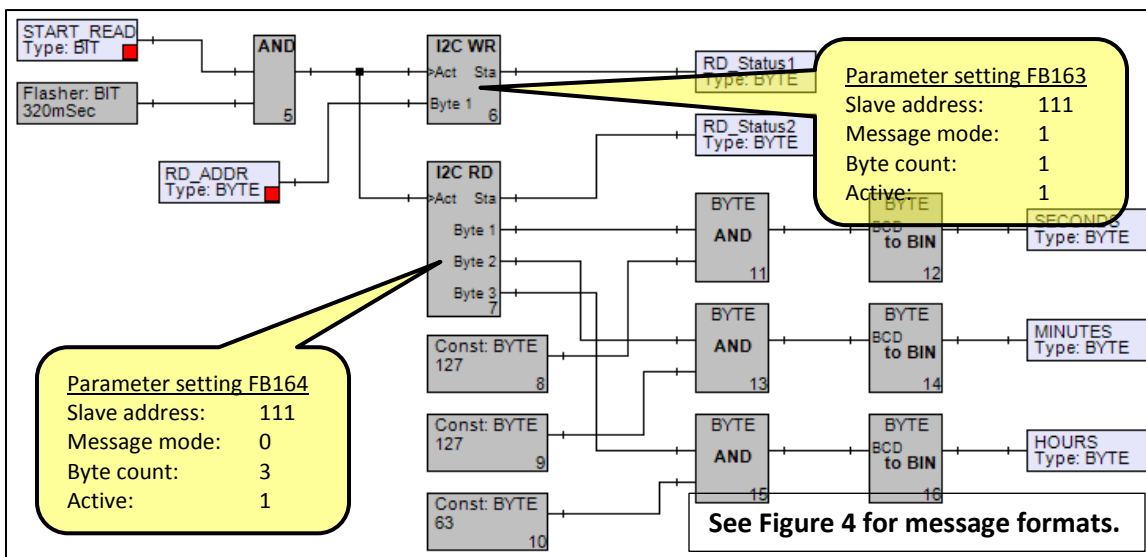 START_READ
Type: BIT
Flasher: BIT
320mSec
AND
5
I2C WR
>Act Sta
Byte 1
6
RD_Status1
Type: BYTE
RD_Status2
Type: BYTE
Parameter setting FB163
Slave address: 111
Message mode: 1
Byte count: 1
Active: 1
RD_ADDR
Type: BYTE
I2C RD
>Act Sta
Byte 1
Byte 2
Byte 3
7
BYTE
AND
11
BYTE
BCD
to BIN
12
SECONDS
Type: BYTE
Const: BYTE
127
8
BYTE
AND
13
BYTE
BCD
to BIN
14
MINUTES
Type: BYTE
Parameter setting FB164
Slave address: 111
Message mode: 0
Byte count: 3
Active: 1
Const: BYTE
127
9
BYTE
AND
15
BYTE
BCD
to BIN
16
HOURS
Type: BYTE
Const: BYTE
63
10
See Figure 4 for message formats.